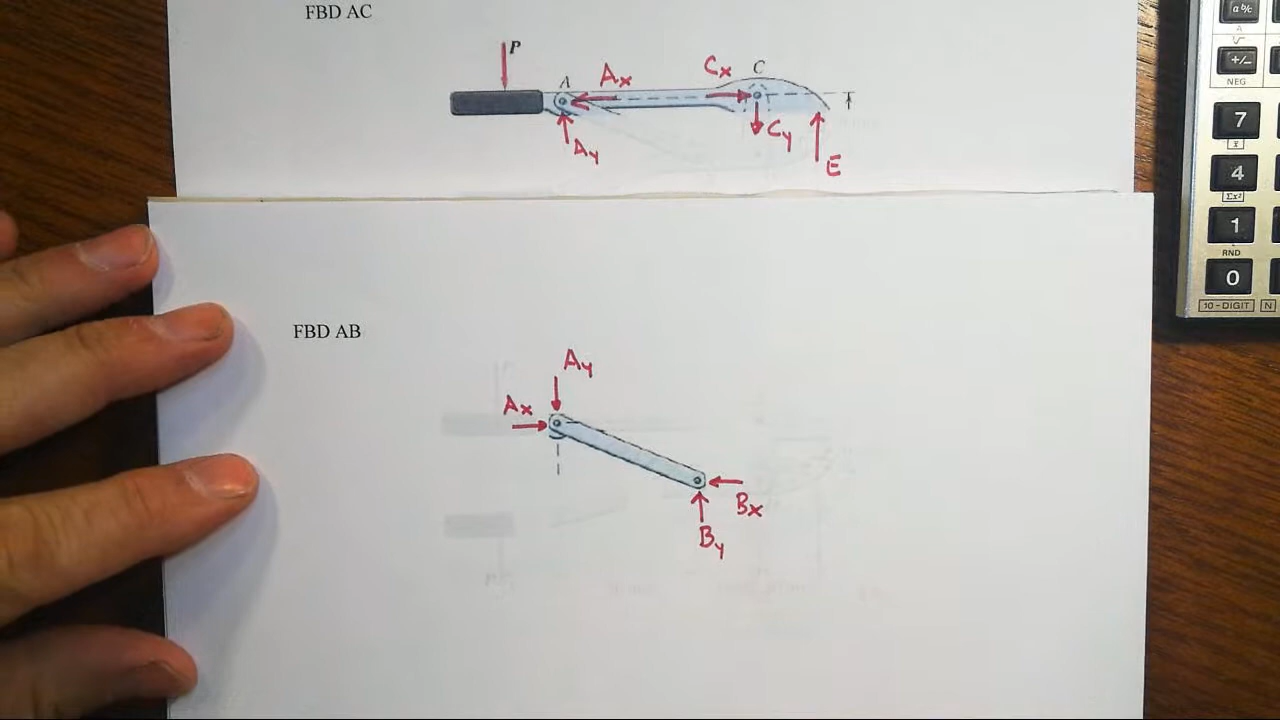 FBD AC
P
A
Ax
Cx
C
Ay
Cy
E
FBD AB
Ay
Ax
Bx
By
a b/c
A
+/−
NEG
7
x̄
4
Σx²
1
RND
0
10-DIGIT
N